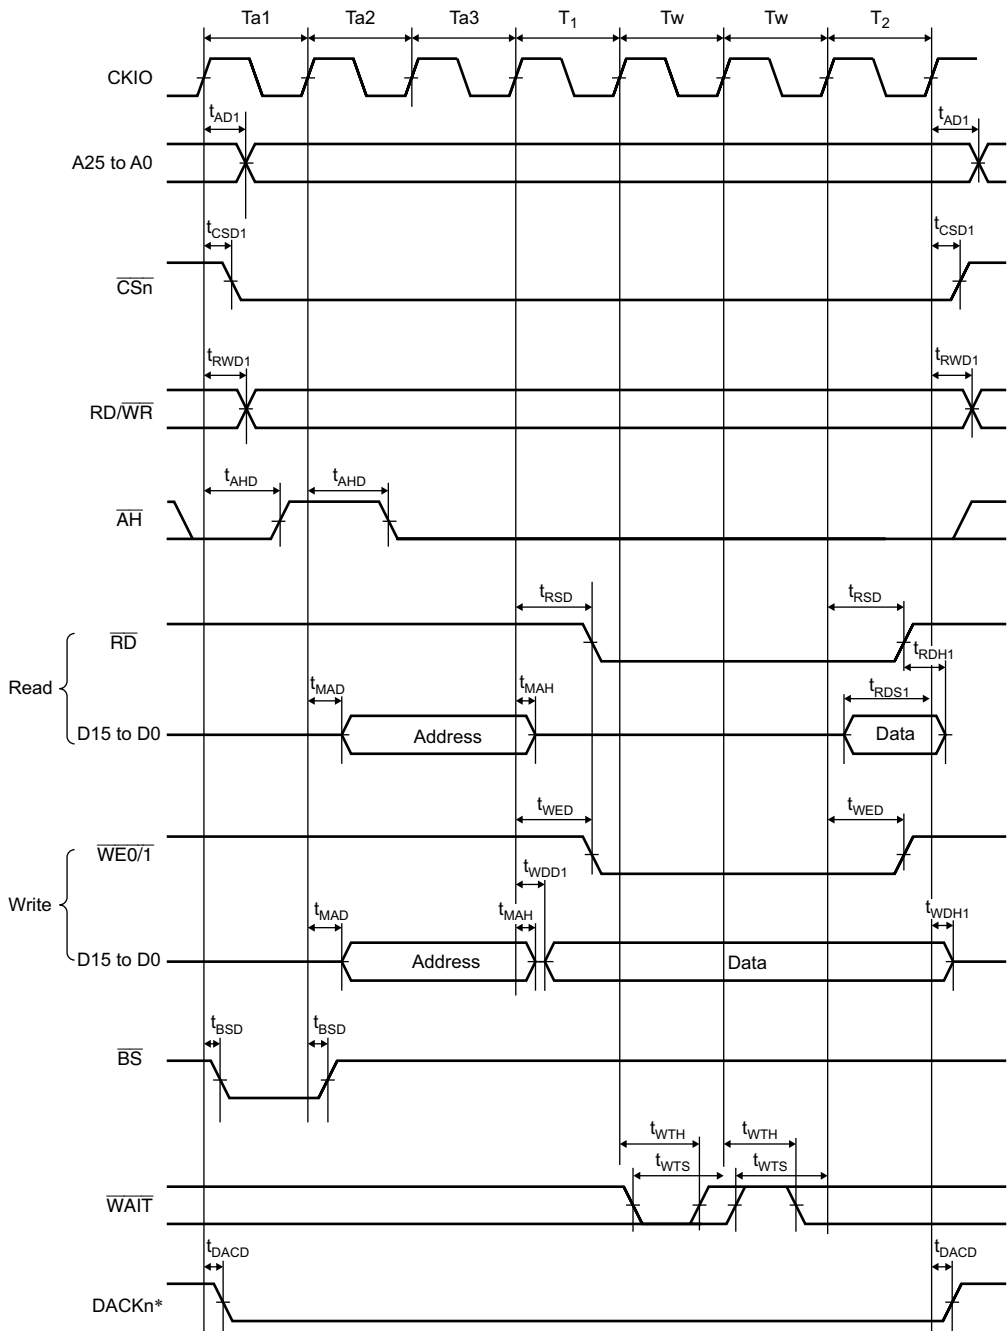 Ta1 Ta2 Ta3 T1 Tw Tw T2
CKIO
tAD1 tAD1
A25 to A0
tCSD1 tCSD1
CSn
tRWD1 tRWD1
RD/WR
tAHD tAHD
AH
tRSD tRSD
RD
tRDH1
Read
tMAD tMAH tRDS1
D15 to D0 Address Data
tWED tWED
WE0/1
tWDD1
Write
tMAD tMAH tWDH1
D15 to D0 Address Data
tBSD tBSD
BS
tWTH tWTH
tWTS tWTS
WAIT
tDACD tDACD
DACKn*